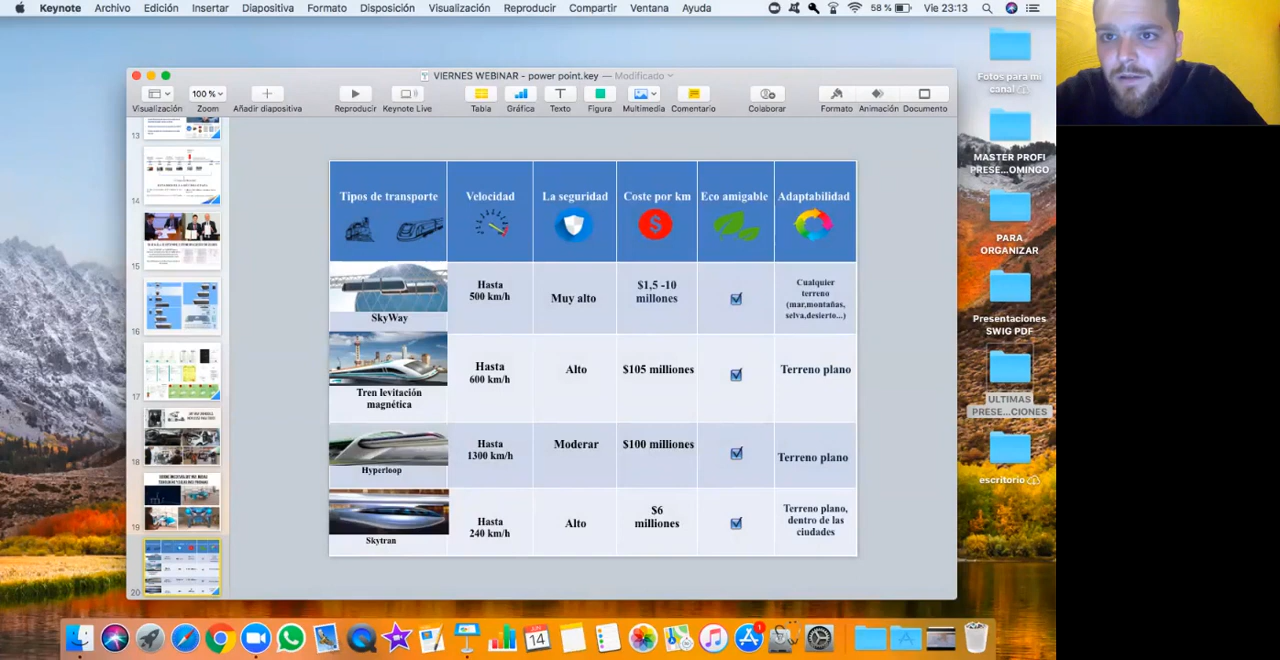 Keynote Archivo Edición Insertar Diapositiva Formato Disposición Visualización Reproducir Compartir Ventana Ayuda 58 % Vie 23:13
VIERNES WEBINAR - power point.key — Modificado
100 %
Visualización Zoom Añadir diapositiva Reproducir Keynote Live Tabla Gráfica Texto Figura Multimedia Comentario Colaborar Formato Animación Documento
13
14
15
16
17
18
19
20
Tipos de transporte Velocidad La seguridad Coste por km Eco amigable Adaptabilidad
$
SkyWay
Hasta
500 km/h
Muy alto
$1,5 -10
millones
Cualquier
terreno
(mar,montañas,
selva,desierto...)
Tren levitación
magnética
Hasta
600 km/h
Alto
$105 milliones
Terreno plano
Hyperloop
Hasta
1300 km/h
Moderar
$100 milliones
Terreno plano
Skytran
Hasta
240 km/h
Alto
$6
milliones
Terreno plano,
dentro de las
ciudades
Fotos para mi
canal
MASTER PROFI
PRESE...OMINGO
PARA
ORGANIZAR
Presentaciones
SWIG PDF
ULTIMAS
PRESE...CIONES
escritorio
JUN
14
1